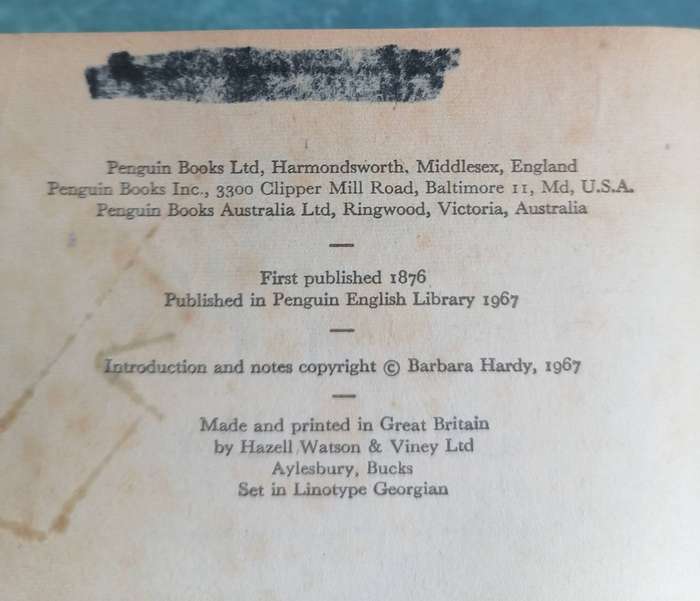 Penguin Books Ltd, Harmondsworth, Middlesex, England
Penguin Books Inc., 3300 Clipper Mill Road, Baltimore 11, Md, U.S.A.
Penguin Books Australia Ltd, Ringwood, Victoria, Australia
First published 1876
Published in Penguin English Library 1967
Introduction and notes copyright © Barbara Hardy, 1967
Made and printed in Great Britain
by Hazell Watson & Viney Ltd
Aylesbury, Bucks
Set in Linotype Georgian